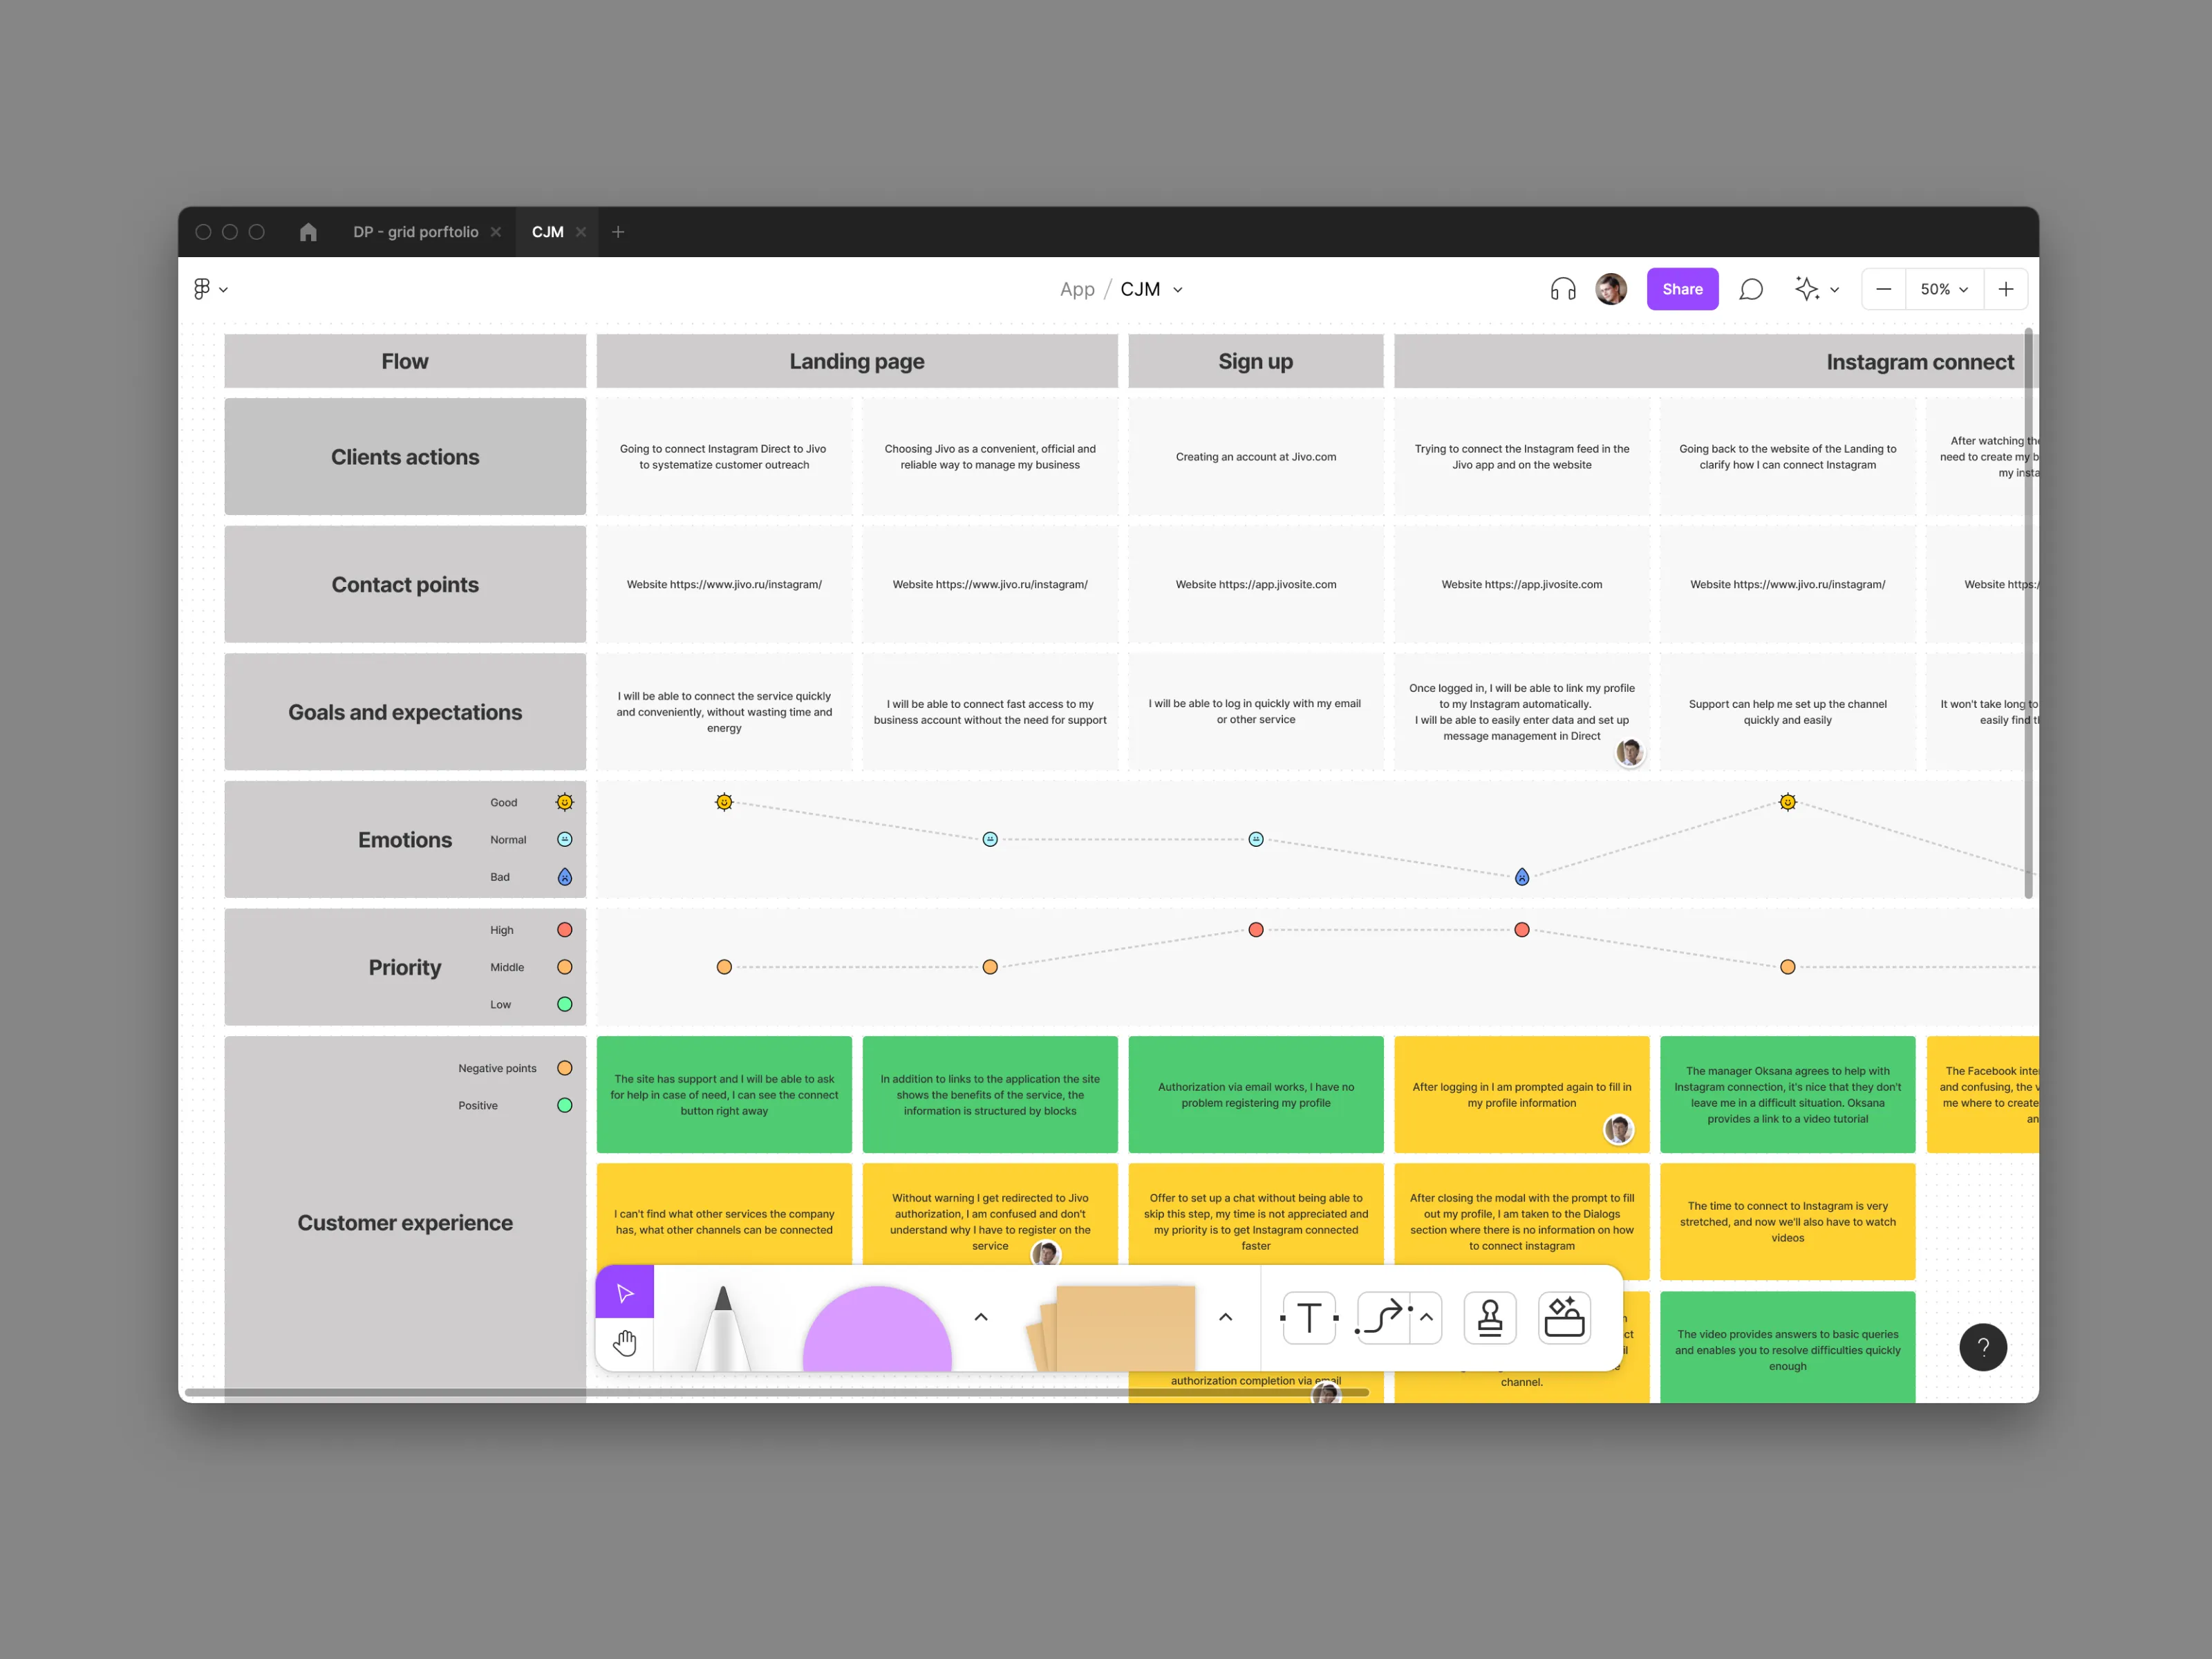 DP - grid porftolio
CJM
App / CJM
Share
50%
Flow
Landing page
Sign up
Instagram connect
Clients actions
Going to connect Instagram Direct to Jivo
to systematize customer outreach
Choosing Jivo as a convenient, official and
reliable way to manage my business
Creating an account at Jivo.com
Trying to connect the Instagram feed in the
Jivo app and on the website
Going back to the website of the Landing to
clarify how I can connect Instagram
After watching the
need to create my b
my insta
Contact points
Website https://www.jivo.ru/instagram/
Website https://www.jivo.ru/instagram/
Website https://app.jivosite.com
Website https://app.jivosite.com
Website https://www.jivo.ru/instagram/
Website https:/
Goals and expectations
I will be able to connect the service quickly
and conveniently, without wasting time and
energy
I will be able to connect fast access to my
business account without the need for support
I will be able to log in quickly with my email
or other service
Once logged in, I will be able to link my profile
to my Instagram automatically.
I will be able to easily enter data and set up
message management in Direct
Support can help me set up the channel
quickly and easily
It won't take long to
easily find t
Emotions
Good
Normal
Bad
Priority
High
Middle
Low
Customer experience
Negative points
Positive
The site has support and I will be able to ask
for help in case of need, I can see the connect
button right away
In addition to links to the application the site
shows the benefits of the service, the
information is structured by blocks
Authorization via email works, I have no
problem registering my profile
After logging in I am prompted again to fill in
my profile information
The manager Oksana agrees to help with
Instagram connection, it's nice that they don't
leave me in a difficult situation. Oksana
provides a link to a video tutorial
The Facebook inte
and confusing, the v
me where to create
an
I can't find what other services the company
has, what other channels can be connected
Without warning I get redirected to Jivo
authorization, I am confused and don't
understand why I have to register on the
service
Offer to set up a chat without being able to
skip this step, my time is not appreciated and
my priority is to get Instagram connected
faster
After closing the modal with the prompt to fill
out my profile, I am taken to the Dialogs
section where there is no information on how
to connect instagram
The time to connect to Instagram is very
stretched, and now we'll also have to watch
videos
authorization completion via email
channel.
The video provides answers to basic queries
and enables you to resolve difficulties quickly
enough
T
?